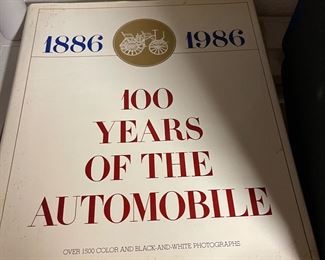 1886 1986
100
YEARS
OF THE
AUTOMOBILE
OVER 1500 COLOR AND BLACK-AND-WHITE PHOTOGRAPHS